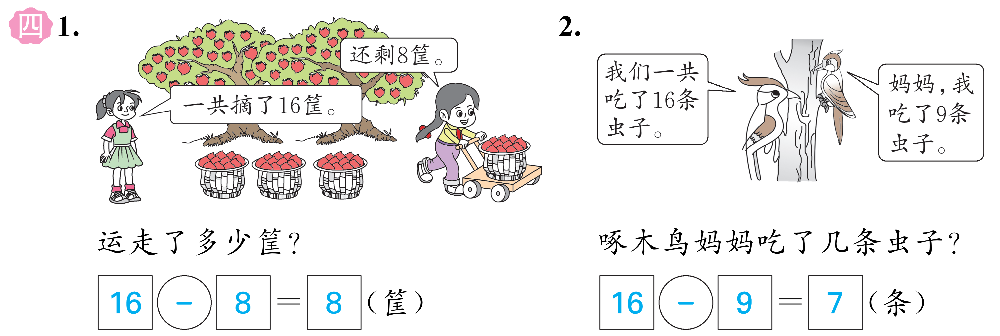 四 1.
还剩8筐。
一共摘了16筐。
运走了多少筐?
16 - 8 = 8 (筐)
2.
我们一共
吃了16条
虫子。
妈妈,我
吃了9条
虫子。
啄木鸟妈妈吃了几条虫子?
16 - 9 = 7 (条)